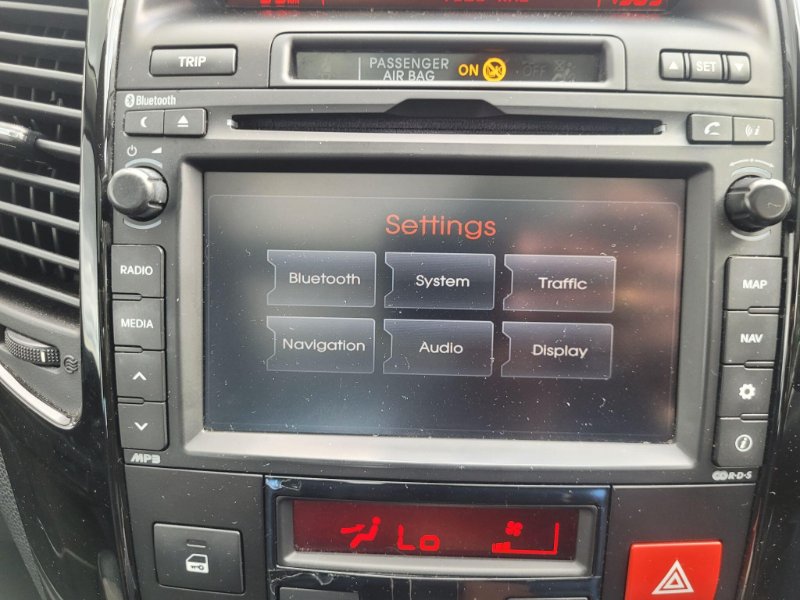 TRIP
PASSENGER
AIR BAG
ON
OFF
SET
Bluetooth
Settings
RADIO
Bluetooth
System
Traffic
MAP
MEDIA
Navigation
Audio
Display
NAV
MP3
R·D·S
Lo